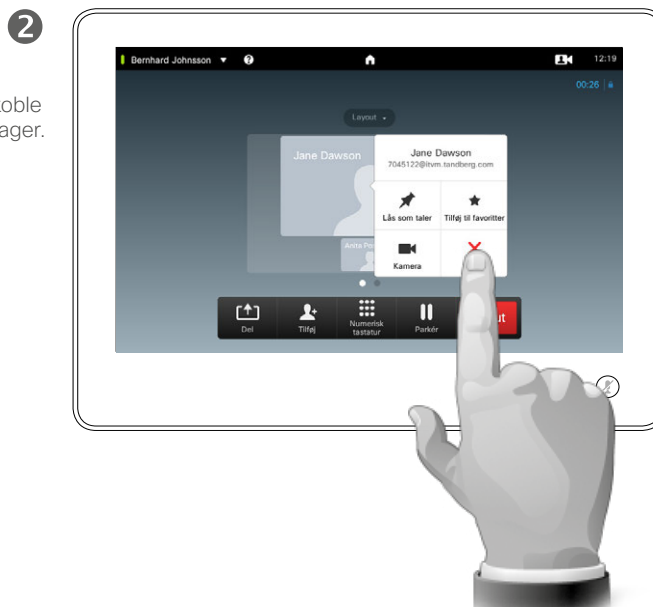 2
oble
ager.
Bernhard Johnsson ▼ ?
12:19
00:26
Layout
Jane Dawson
Jane Dawson
7045122@itvm.tandberg.com
Lås som taler
Tilføj til favoritter
Kamera
Del
Tilføj
Numerisk
tastatur
Parkér